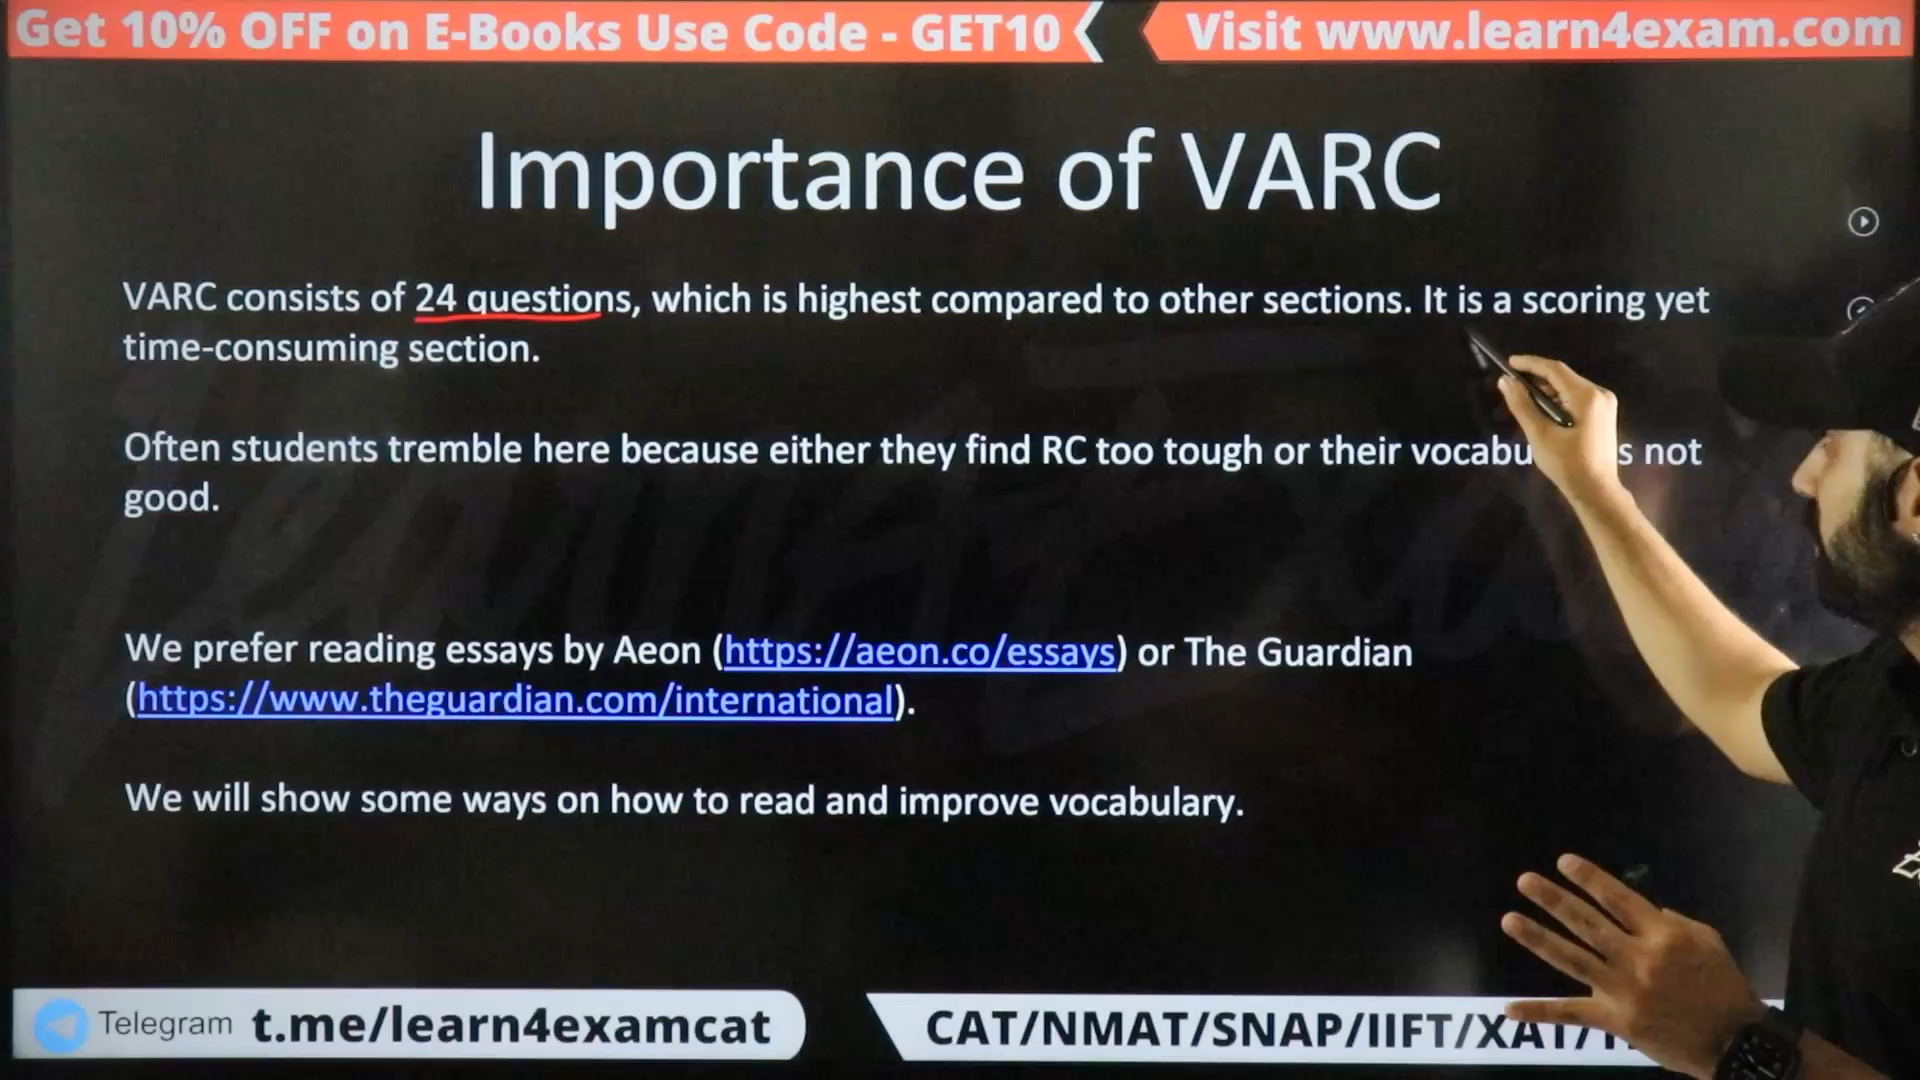 Get 10% OFF on E-Books Use Code - GET10
Visit www.learn4exam.com
Importance of VARC
VARC consists of 24 questions, which is highest compared to other sections. It is a scoring yet
time-consuming section.
Often students tremble here because either they find RC too tough or their not
good.
We prefer reading essays by Aeon (https://aeon.co/essays) or The Guardian
(https://www.theguardian.com/international).
We will show some ways on how to read and improve vocabulary.
Telegram t.me/learn4examcat
CAT/NMAT/SNAP/IIFT/XAT/